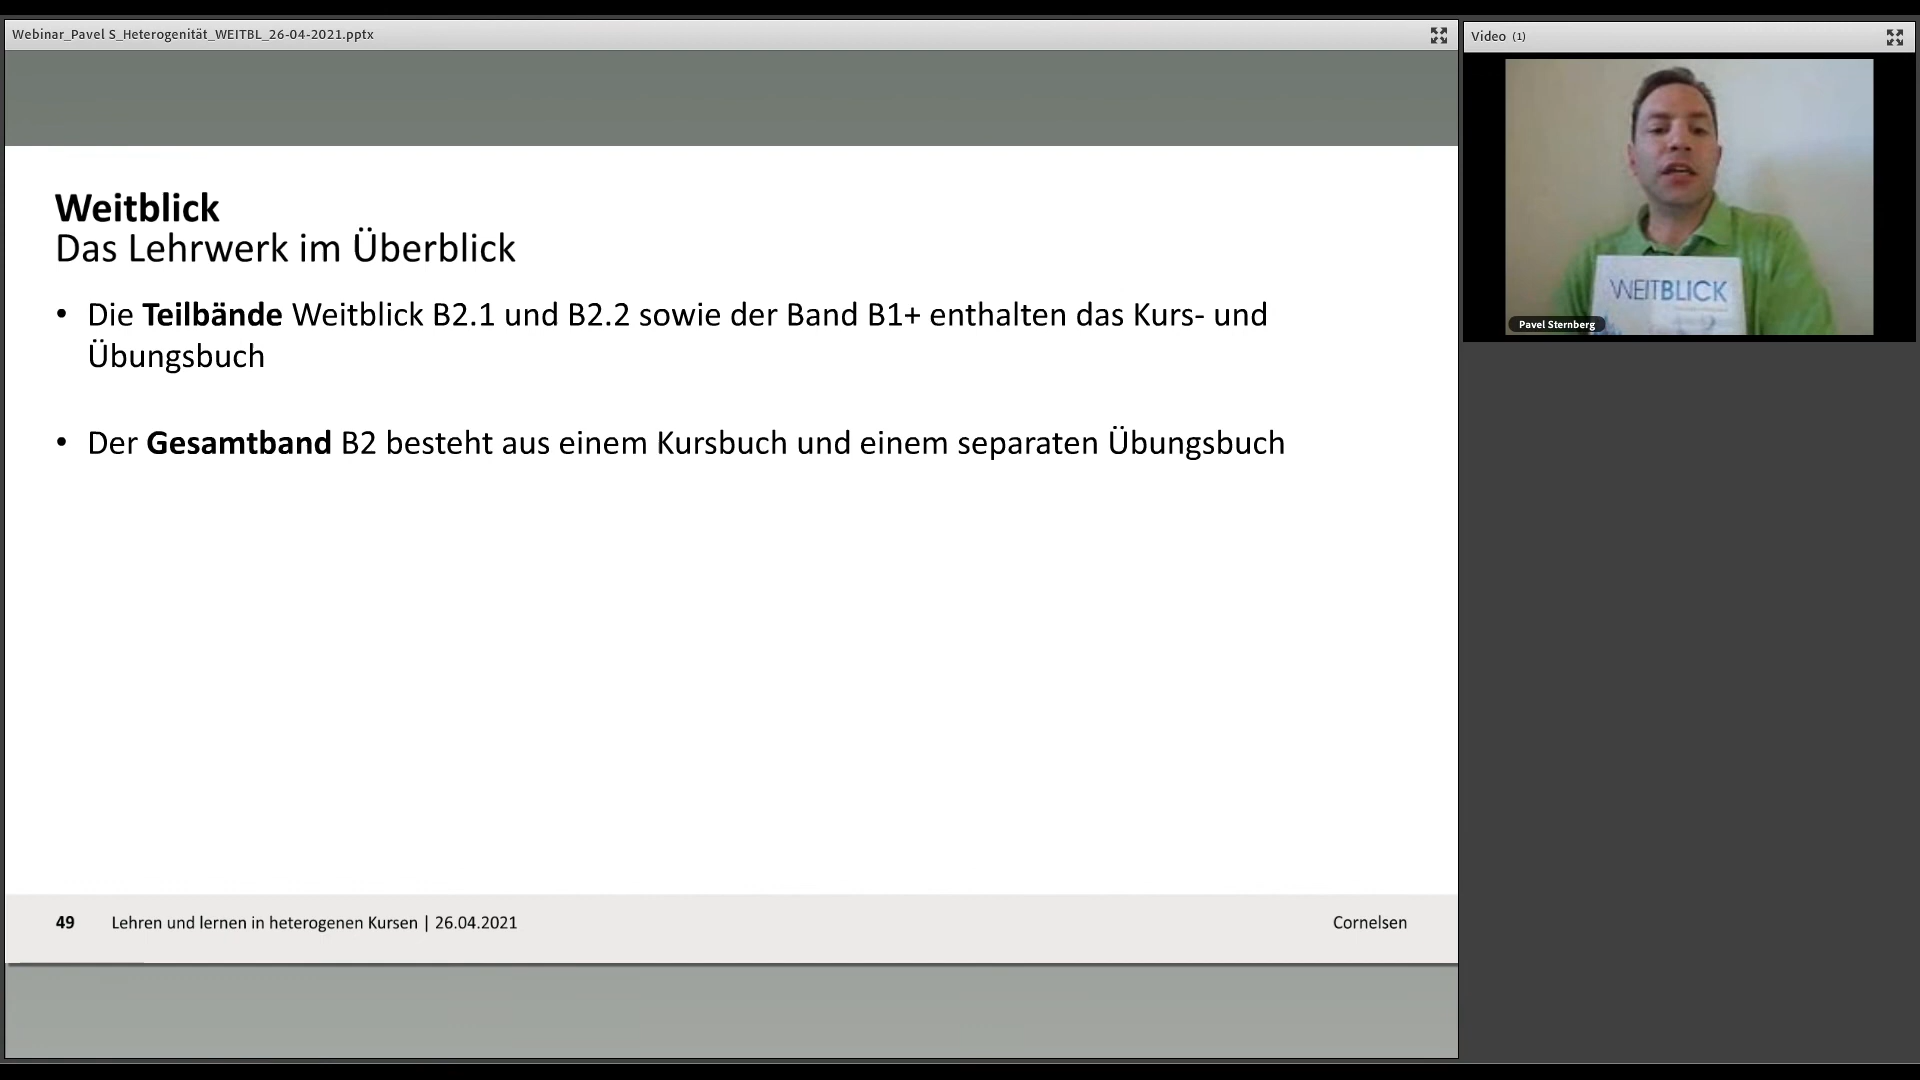 Webinar_Pavel S_Heterogenität_WEITBL_26-04-2021.pptx
Video (1)
Weitblick
Das Lehrwerk im Überblick
• Die Teilbände Weitblick B2.1 und B2.2 sowie der Band B1+ enthalten das Kurs- und
Übungsbuch
• Der Gesamtband B2 besteht aus einem Kursbuch und einem separaten Übungsbuch
49 Lehren und lernen in heterogenen Kursen | 26.04.2021 Cornelsen
WEITBLICK
Pavel Sternberg